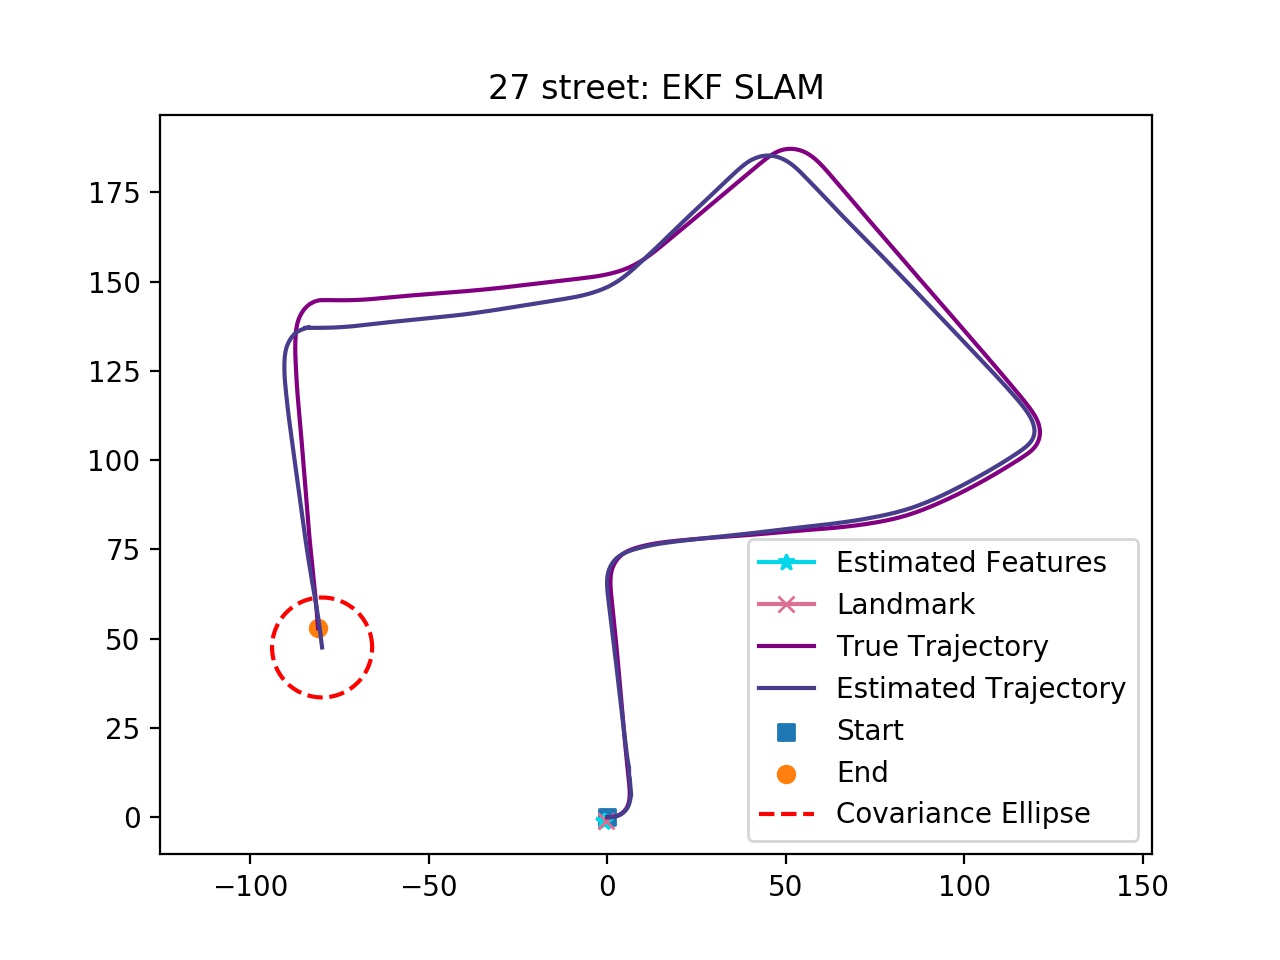 27 street: EKF SLAM
175
150
125
100
75
50
25
0
Estimated Features
Landmark
True Trajectory
Estimated Trajectory
Start
End
Covariance Ellipse
−100 −50 0 50 100 150